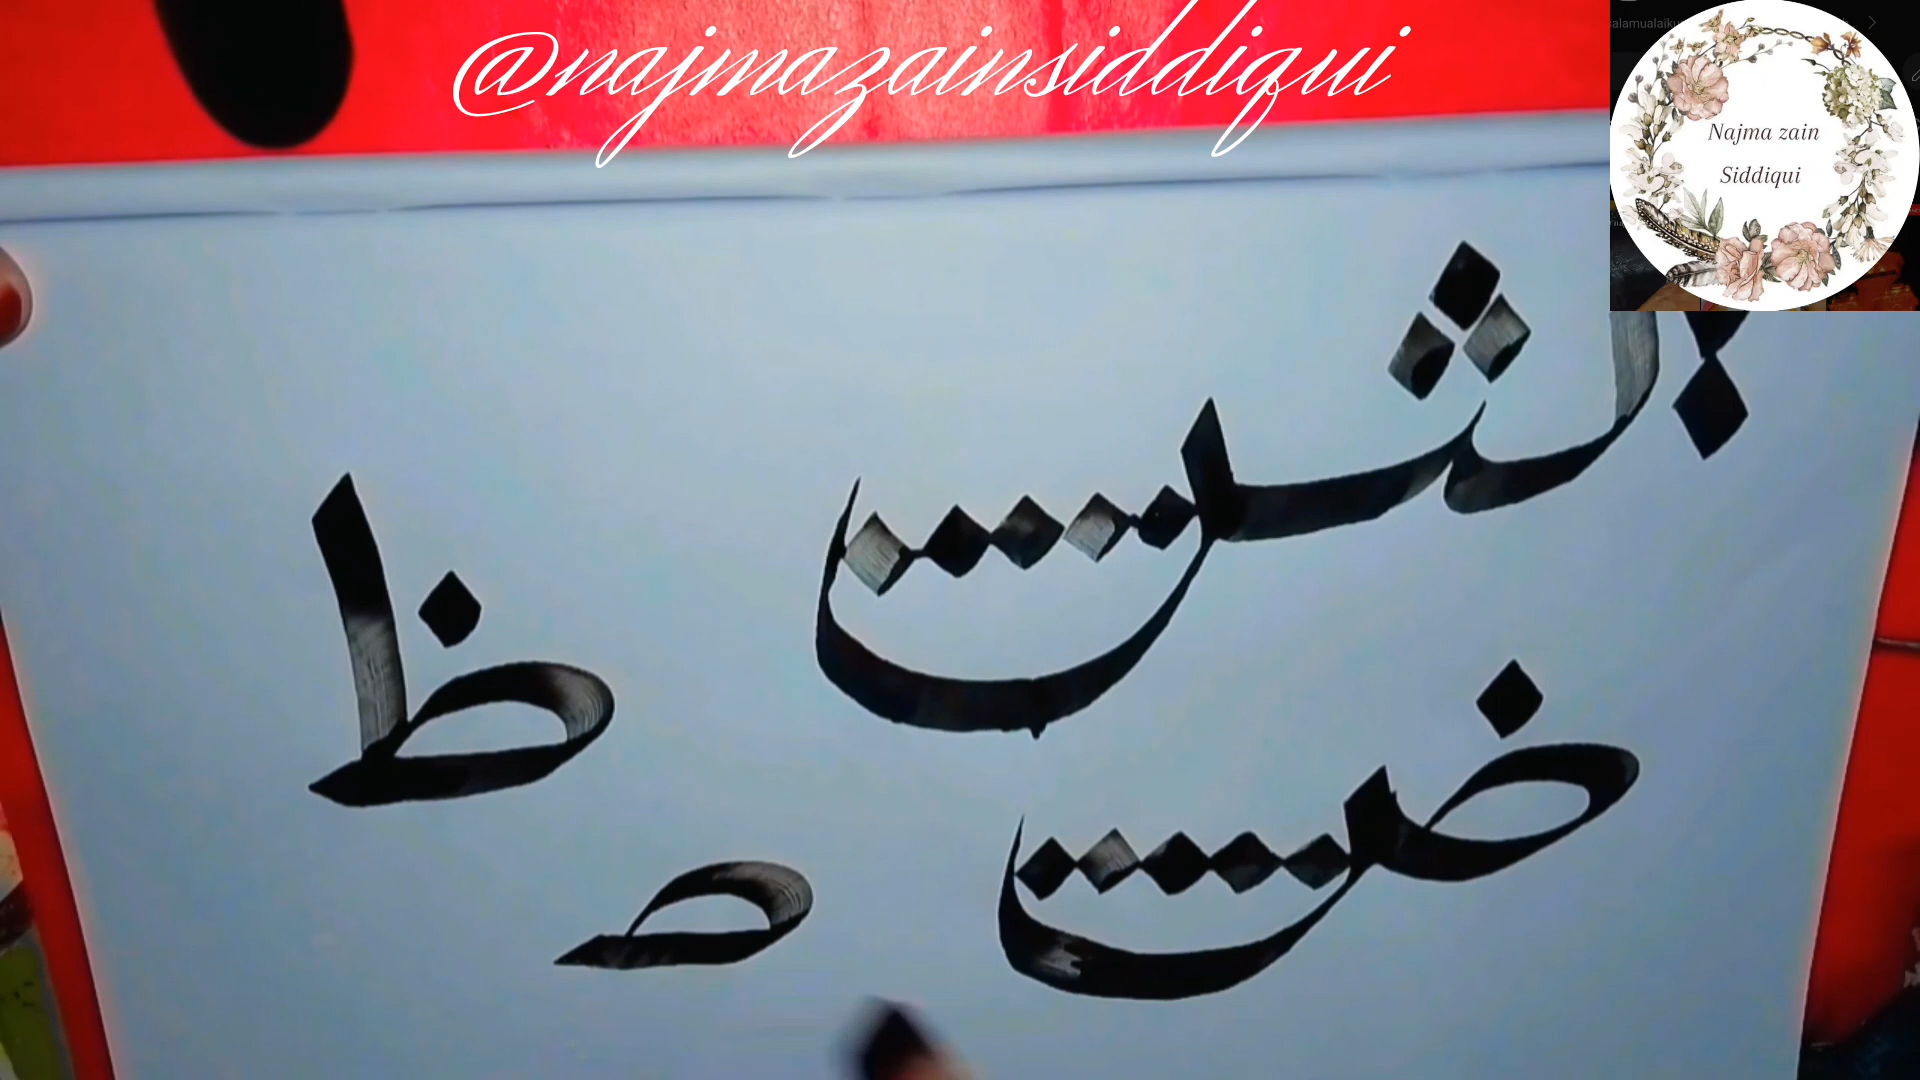 @najmazainsiddiqui
Najma zain
Siddiqui
ش
ض
ظ